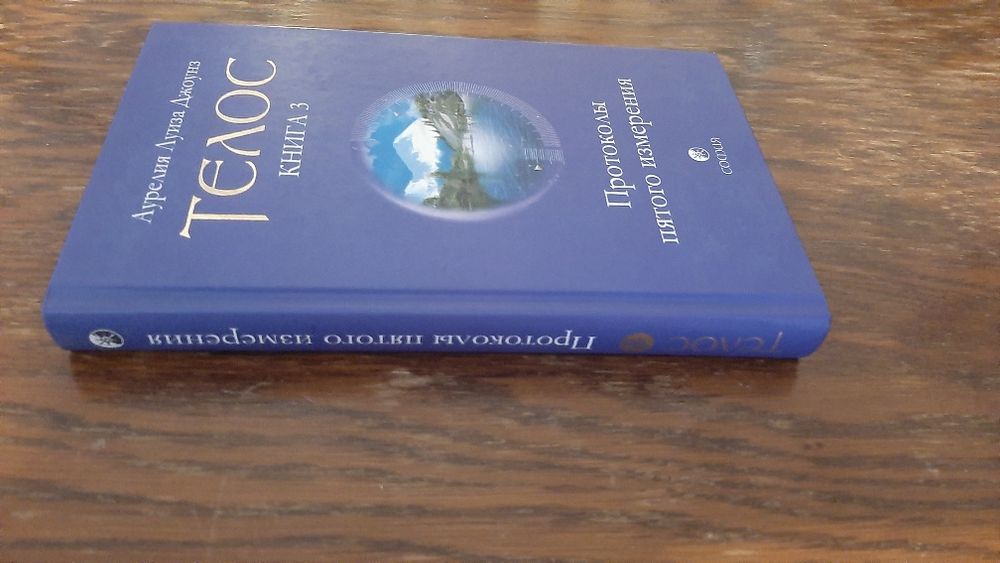 Аурелия Луиза Джоунз
ТЕЛОС
КНИГА 3
Протоколы
пятого измерения
СОФИЯ
Протоколы пятого измерения
ТЕЛОС